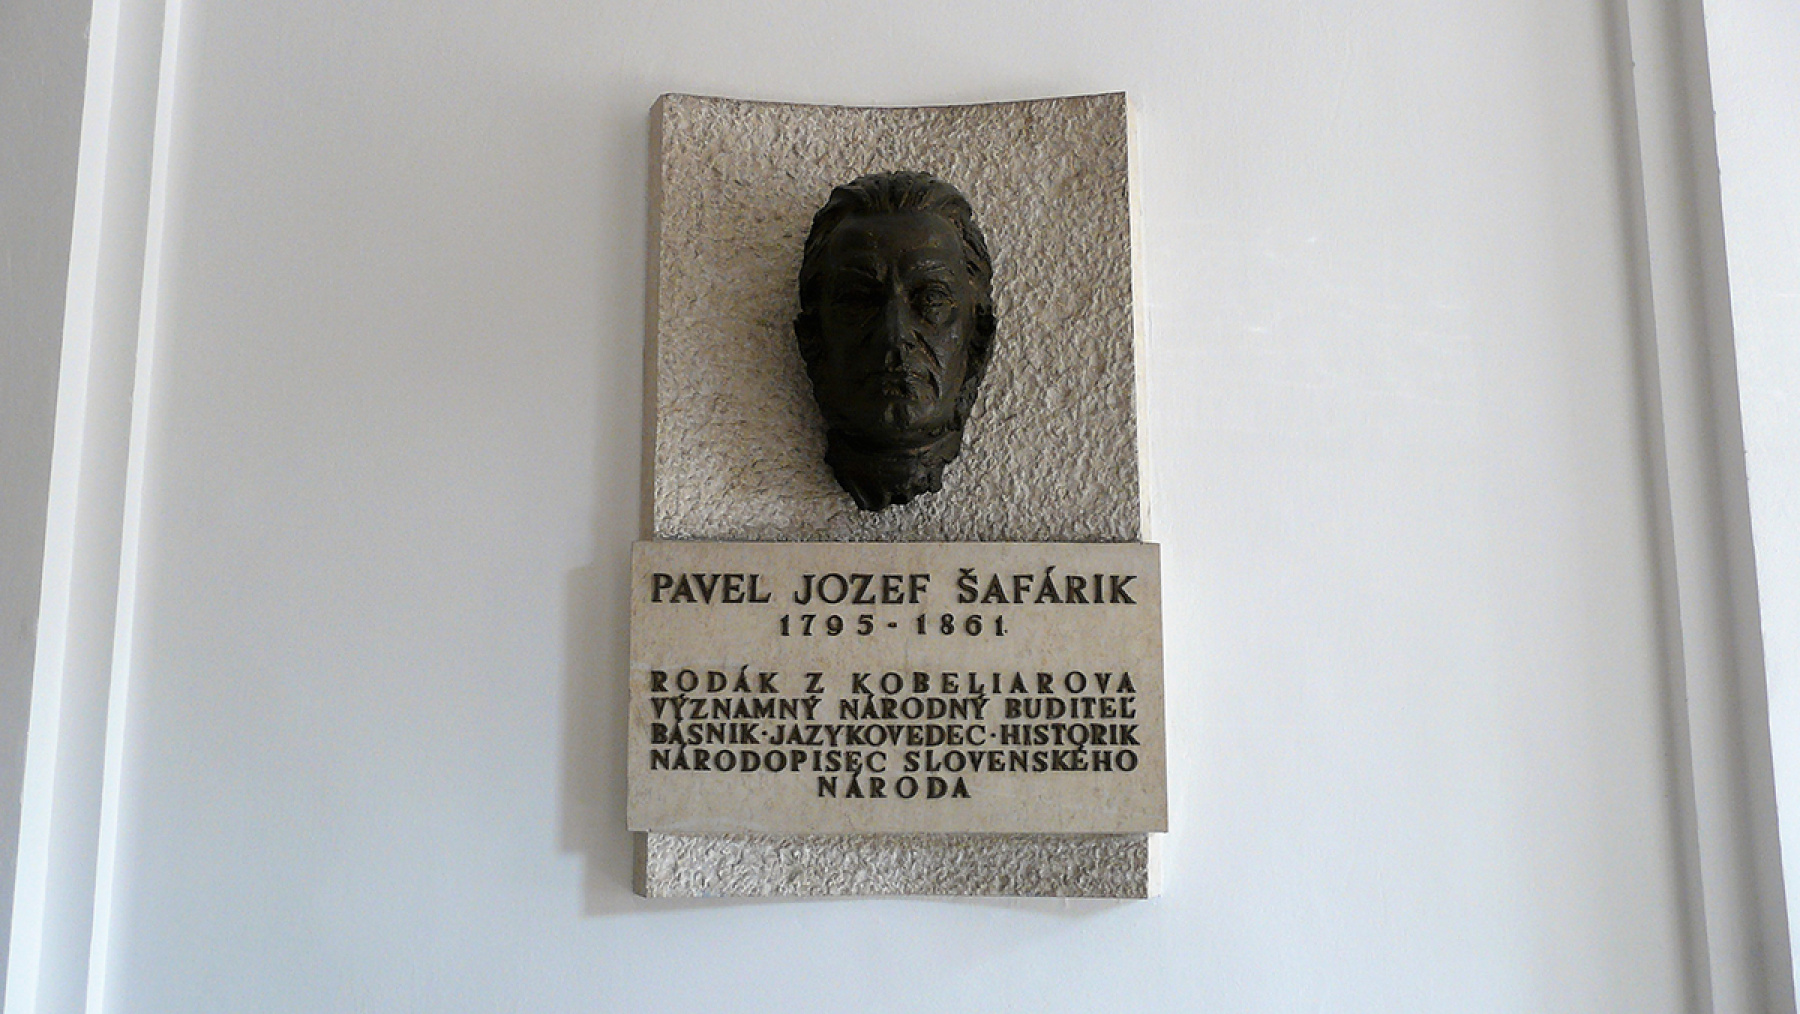 PAVEL JOZEF ŠAFÁRIK
1795-1861
RODÁK Z KOBELIAROVA
VÝZNAMNÝ NÁRODNÝ BUDITEĽ
BÁSNIK·JAZYKOVEDEC·HISTORIK
NÁRODOPISEC SLOVENSKÉHO
NÁRODA